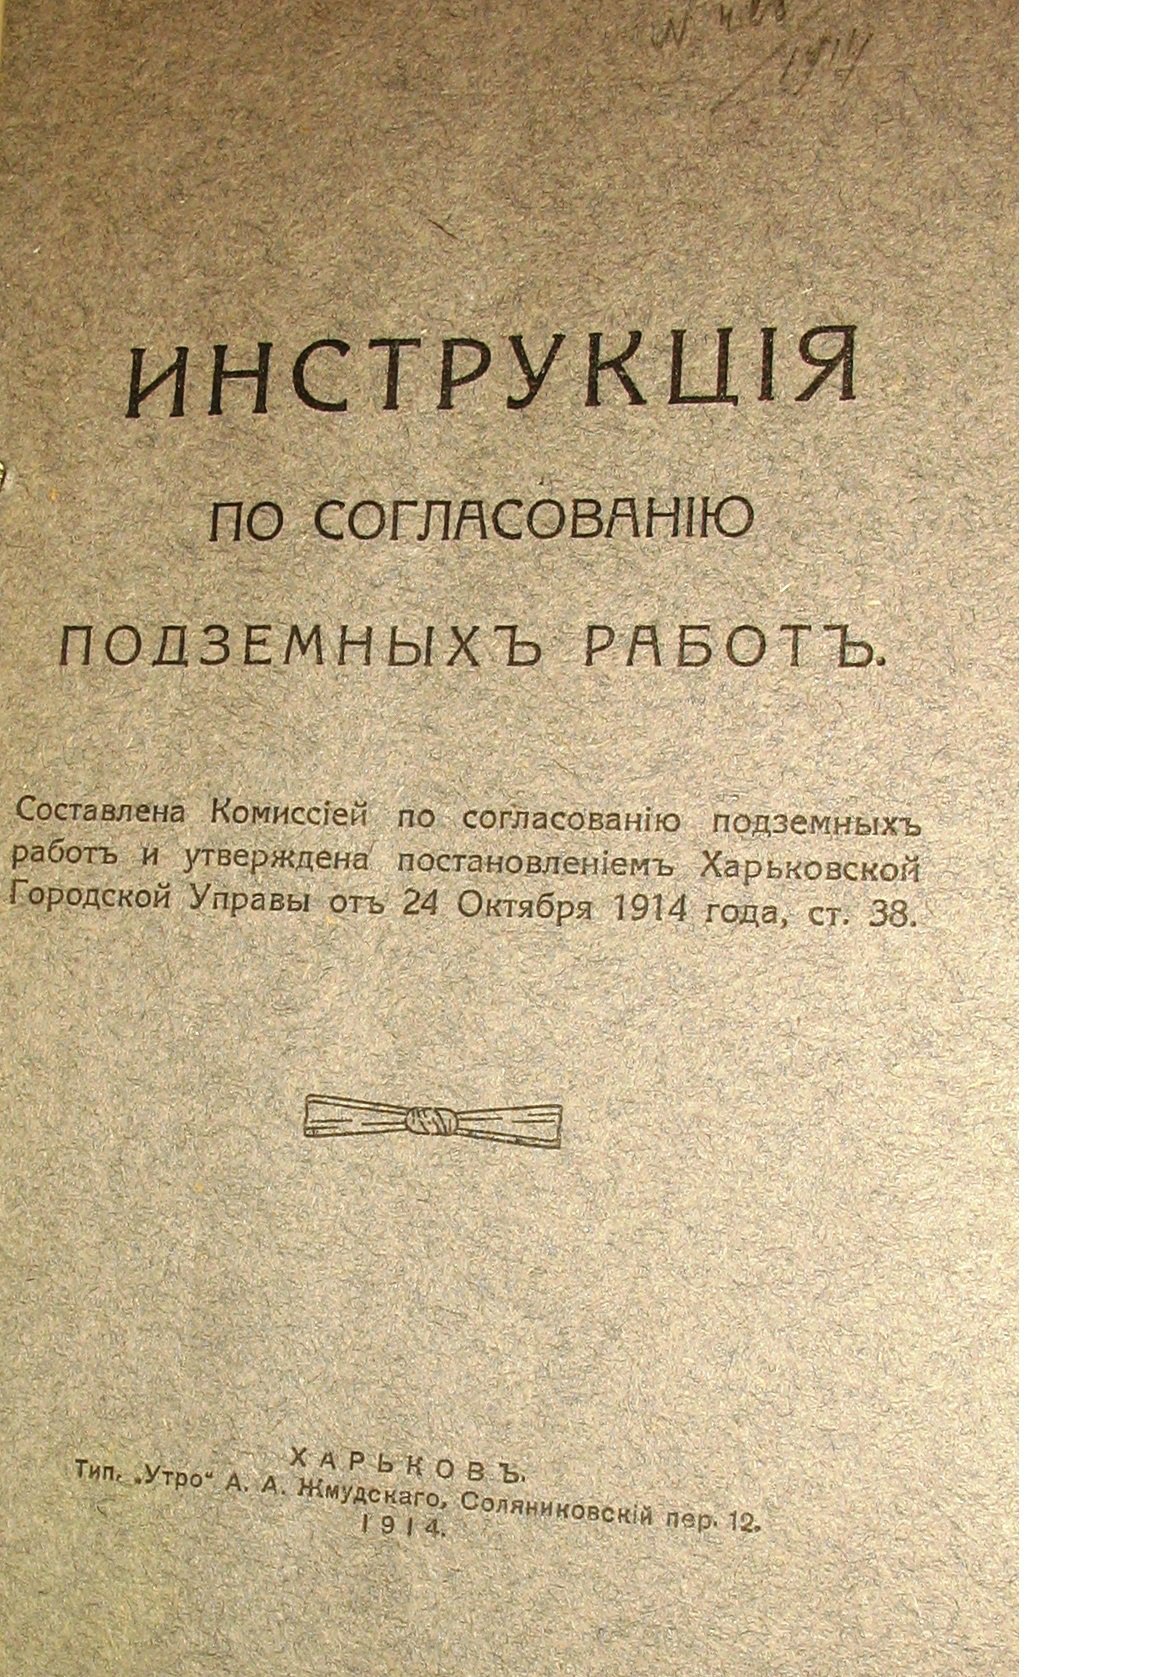 ИНСТРУКЦІЯ
ПО СОГЛАСОВАНІЮ
ПОДЗЕМНЫХЪ РАБОТЪ.
Составлена Комиссіей по согласованію подземныхъ
работъ и утверждена постановленіемъ Харьковской
Городской Управы отъ 24 Октября 1914 года, ст. 38.
ХАРЬКОВЪ.
Тип. „Утро“ А. А. Жмудскаго, Соляниковскій пер. 12.
1914.